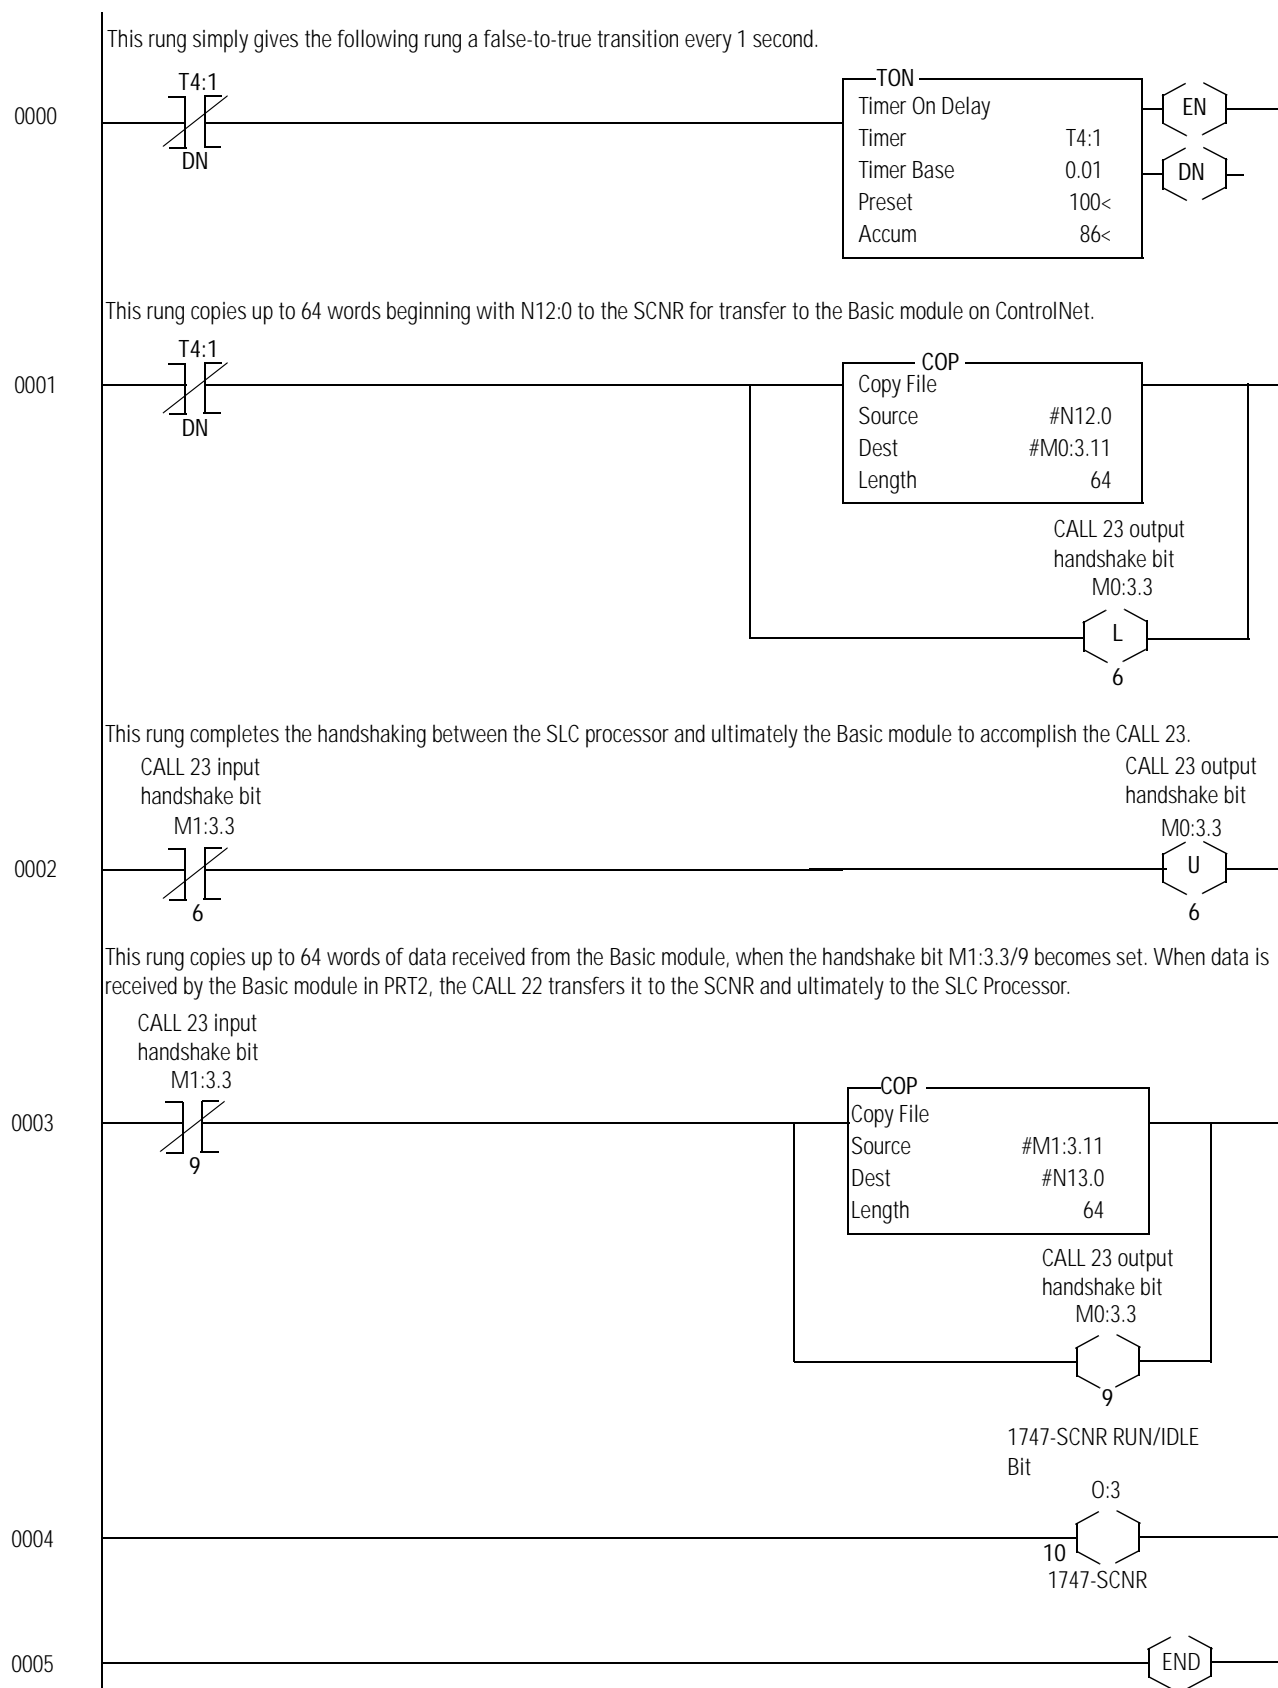 This rung simply gives the following rung a false-to-true transition every 1 second.
T4:1
0000
DN
TON
Timer On Delay
Timer T4:1
Timer Base 0.01
Preset 100<
Accum 86<
EN
DN
This rung copies up to 64 words beginning with N12:0 to the SCNR for transfer to the Basic module on ControlNet.
T4:1
0001
DN
COP
Copy File
Source #N12.0
Dest #M0:3.11
Length 64
CALL 23 output
handshake bit
M0:3.3
L
6
This rung completes the handshaking between the SLC processor and ultimately the Basic module to accomplish the CALL 23.
CALL 23 input
handshake bit
M1:3.3
0002
6
CALL 23 output
handshake bit
M0:3.3
U
6
This rung copies up to 64 words of data received from the Basic module, when the handshake bit M1:3.3/9 becomes set. When data is
received by the Basic module in PRT2, the CALL 22 transfers it to the SCNR and ultimately to the SLC Processor.
CALL 23 input
handshake bit
M1:3.3
0003
9
COP
Copy File
Source #M1:3.11
Dest #N13.0
Length 64
CALL 23 output
handshake bit
M0:3.3
9
1747-SCNR RUN/IDLE
Bit
O:3
0004
10
1747-SCNR
0005
END